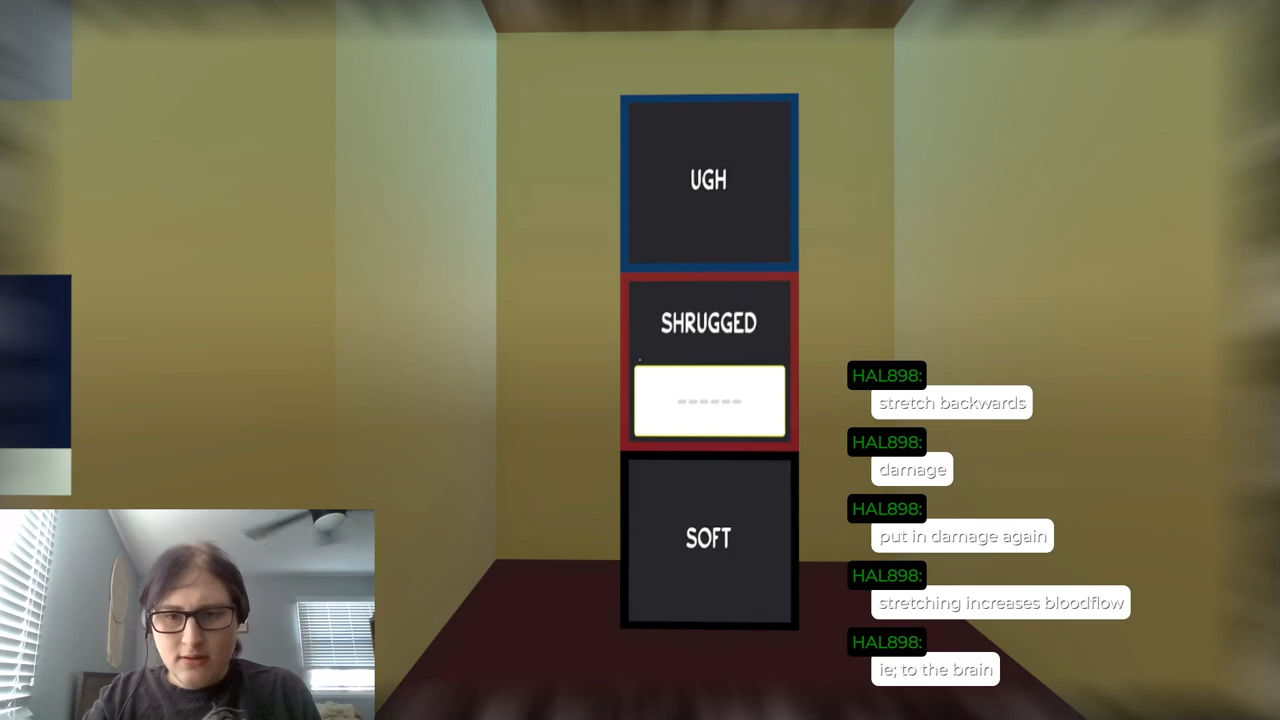 UGH
SHRUGGED
------
SOFT
HAL898:
stretch backwards
HAL898:
damage
HAL898:
put in damage again
HAL898:
stretching increases bloodflow
HAL898:
ie; to the brain